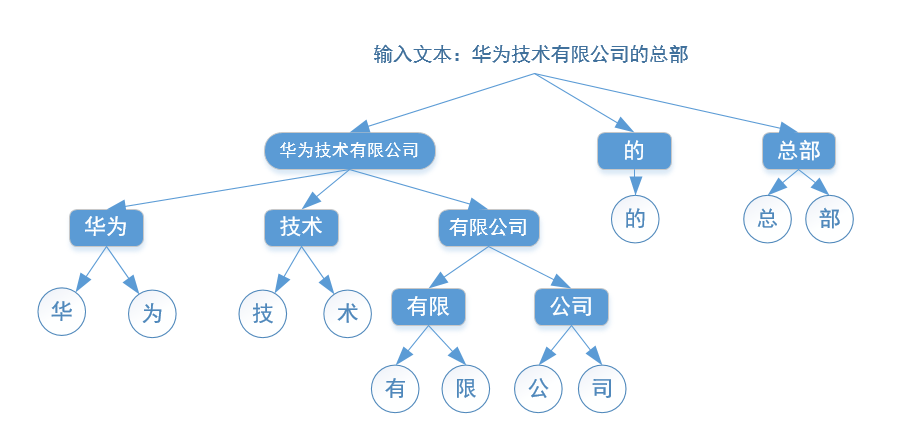 输入文本：华为技术有限公司的总部
华为技术有限公司
的
总部
华为
技术
有限公司
的
总
部
华
为
技
术
有限
公司
有
限
公
司